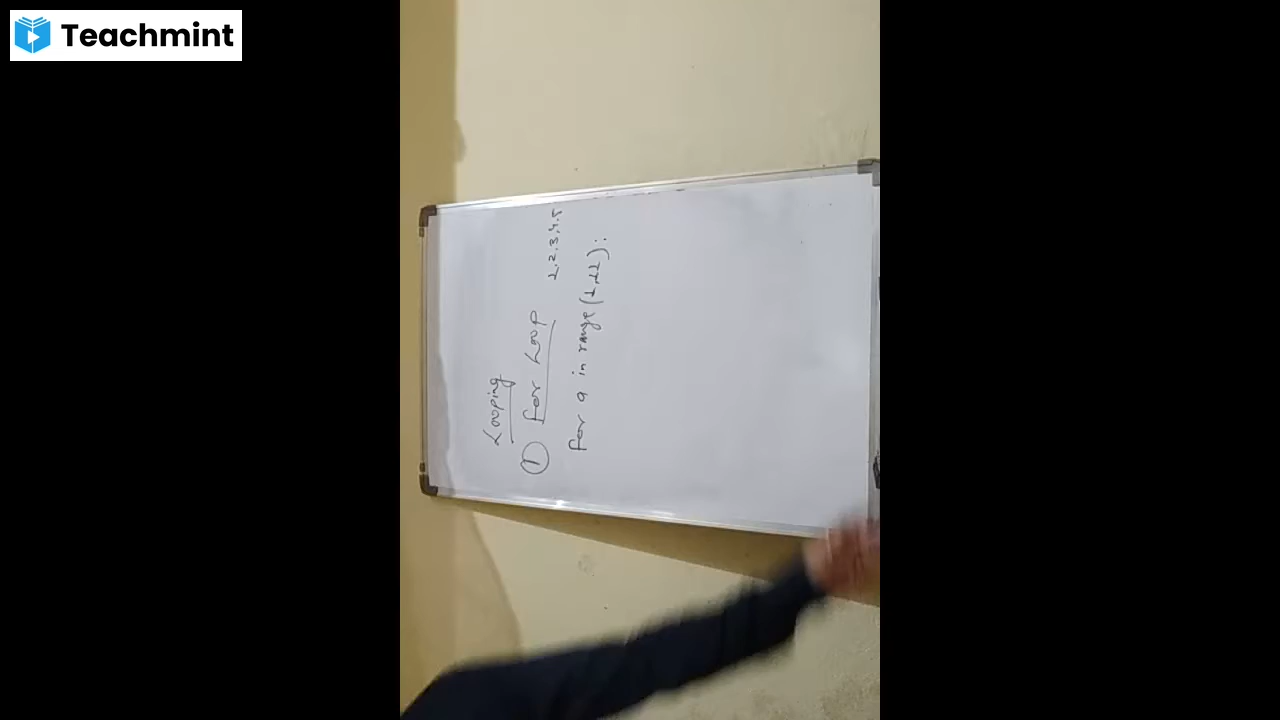 Teachmint
Looping
① for Loop 1,2,3,4,5
for a in range(1,11):